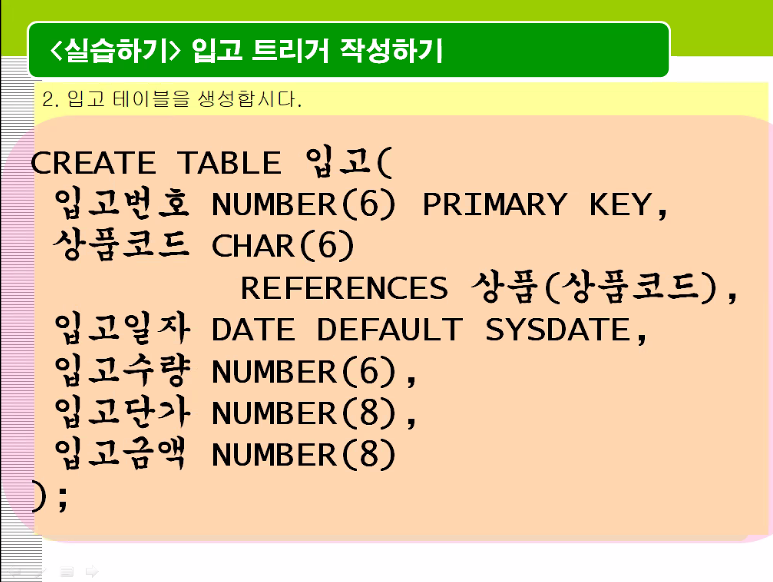 <실습하기> 입고 트리거 작성하기
2. 입고 테이블을 생성합시다.
CREATE TABLE 입고(
입고번호 NUMBER(6) PRIMARY KEY,
상품코드 CHAR(6)
REFERENCES 상품(상품코드),
입고일자 DATE DEFAULT SYSDATE,
입고수량 NUMBER(6),
입고단가 NUMBER(8),
입고금액 NUMBER(8)
);